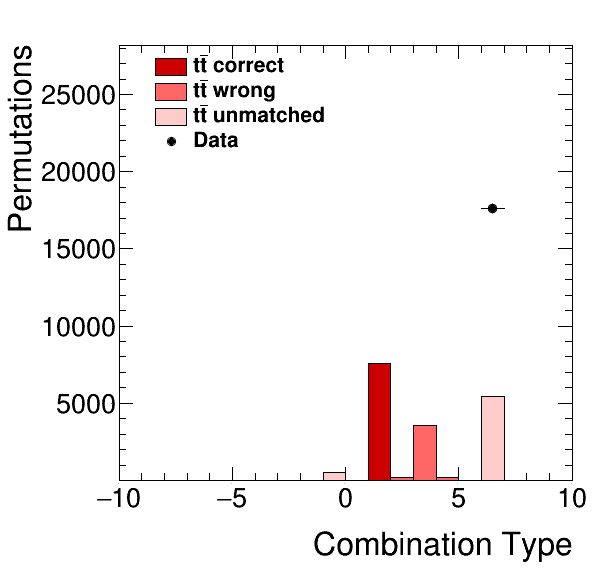 Permutations
tt̄ correct
tt̄ wrong
tt̄ unmatched
Data
25000
20000
15000
10000
5000
−10 −5 0 5 10
Combination Type